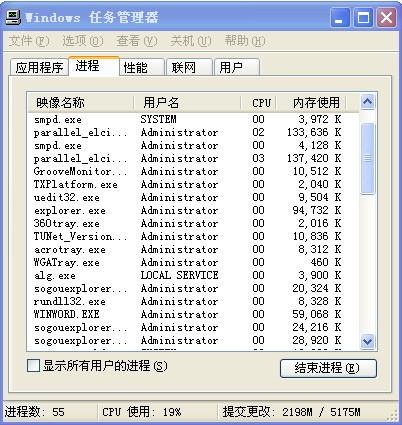 Windows 任务管理器
文件(F) 选项(O) 查看(V) 关机(U) 帮助(H)
应用程序 进程 性能 联网 用户
映像名称 用户名 CPU 内存使用
smpd.exe SYSTEM 00 3,972 K
parallel_elci... Administrator 02 133,636 K
smpd.exe Administrator 00 4,128 K
parallel_elci... Administrator 03 137,420 K
GrooveMonitor... Administrator 00 10,512 K
TXPlatform.exe Administrator 00 2,040 K
uedit32.exe Administrator 00 9,504 K
explorer.exe Administrator 00 94,732 K
360tray.exe Administrator 00 2,016 K
TUNet_Version... Administrator 00 10,836 K
acrotray.exe Administrator 00 8,312 K
WGATray.exe Administrator 00 460 K
alg.exe LOCAL SERVICE 00 3,900 K
sogouexplorer... Administrator 00 20,324 K
rundll32.exe Administrator 00 8,328 K
WINWORD.EXE Administrator 00 59,068 K
sogouexplorer... Administrator 00 24,216 K
sogouexplorer... Administrator 00 28,920 K
显示所有用户的进程(S) 结束进程(E)
进程数: 55 CPU 使用: 19% 提交更改: 2198M / 5175M